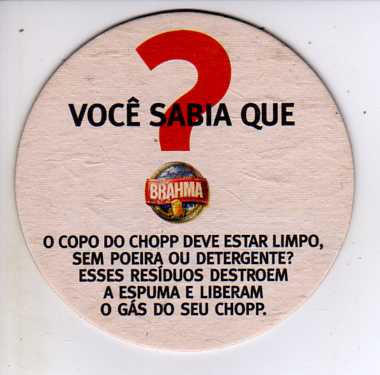 VOCÊ SABIA QUE
?
BRAHMA
O COPO DO CHOPP DEVE ESTAR LIMPO,
SEM POEIRA OU DETERGENTE?
ESSES RESÍDUOS DESTROEM
A ESPUMA E LIBERAM
O GÁS DO SEU CHOPP.